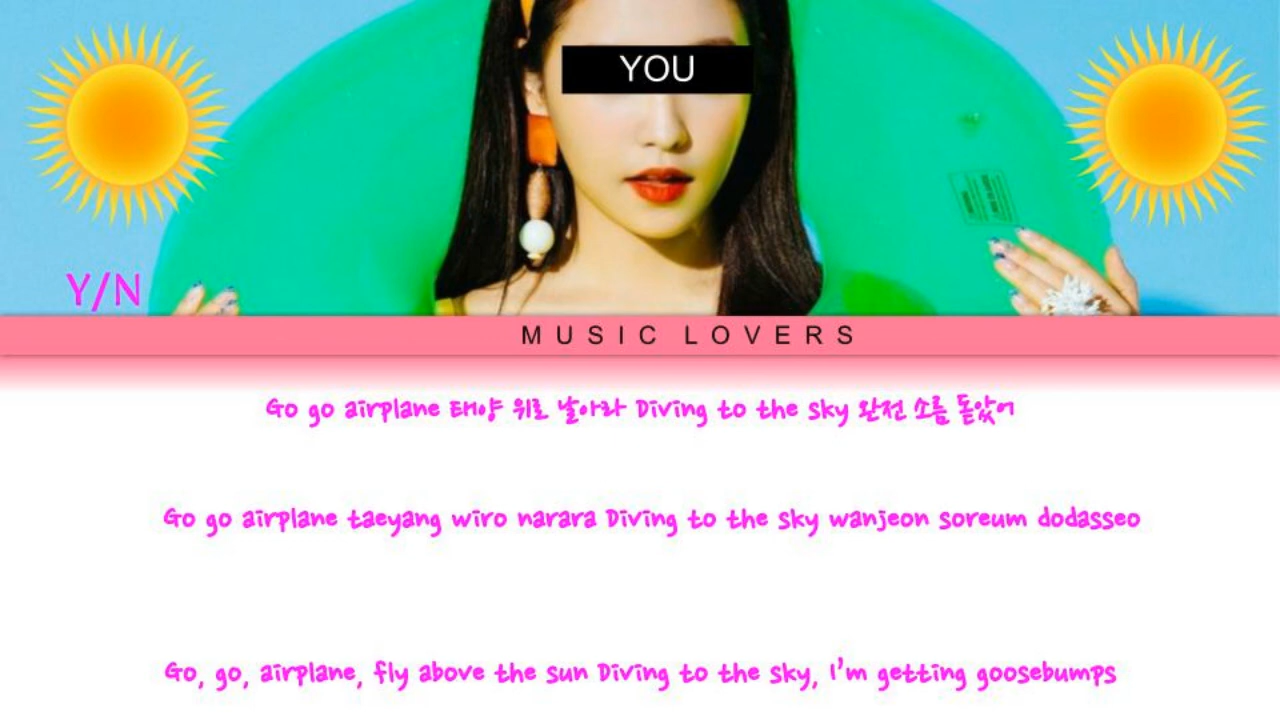 YOU
Y/N
MUSIC LOVERS
Go go airplane 태양 위로 날아라 Diving to the sky 완전 소름 돋았어
Go go airplane taeyang wiro narara Diving to the sky wanjeon soreum dodasseo
Go, go, airplane, fly above the sun Diving to the sky, I'm getting goosebumps